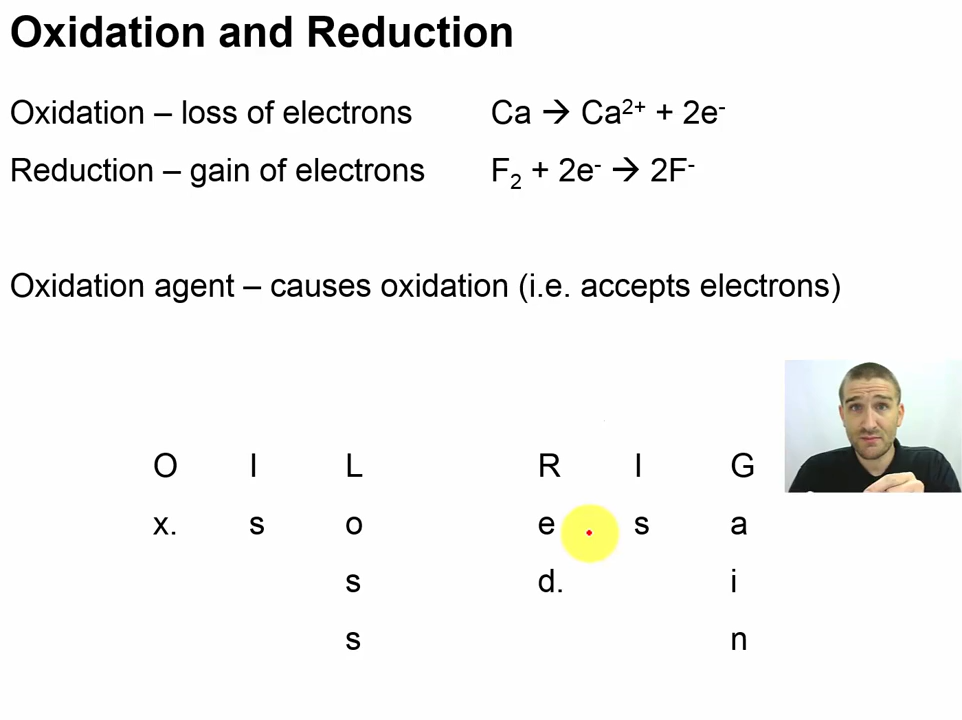 Oxidation and Reduction
Oxidation – loss of electrons Ca → Ca²⁺ + 2e⁻
Reduction – gain of electrons F₂ + 2e⁻ → 2F⁻
Oxidation agent – causes oxidation (i.e. accepts electrons)
O I L R I G
x. s o e s a
s d. i
s n